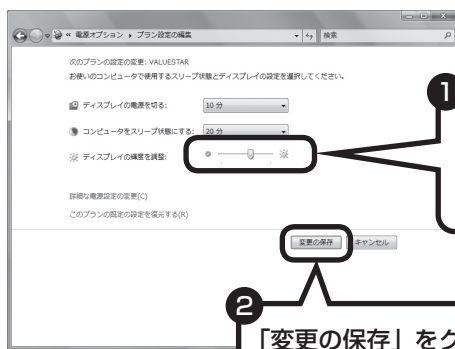 電源オプション ▸ プラン設定の編集
検索
次のプランの設定の変更: VALUESTAR
お使いのコンピュータで使用するスリープ状態とディスプレイの設定を選択してください。
ディスプレイの電源を切る: 10 分
コンピュータをスリープ状態にする: 20 分
ディスプレイの輝度を調整:
1
詳細な電源設定の変更(C)
このプランの既定の設定を復元する(R)
変更の保存 キャンセル
2
「変更の保存」をク